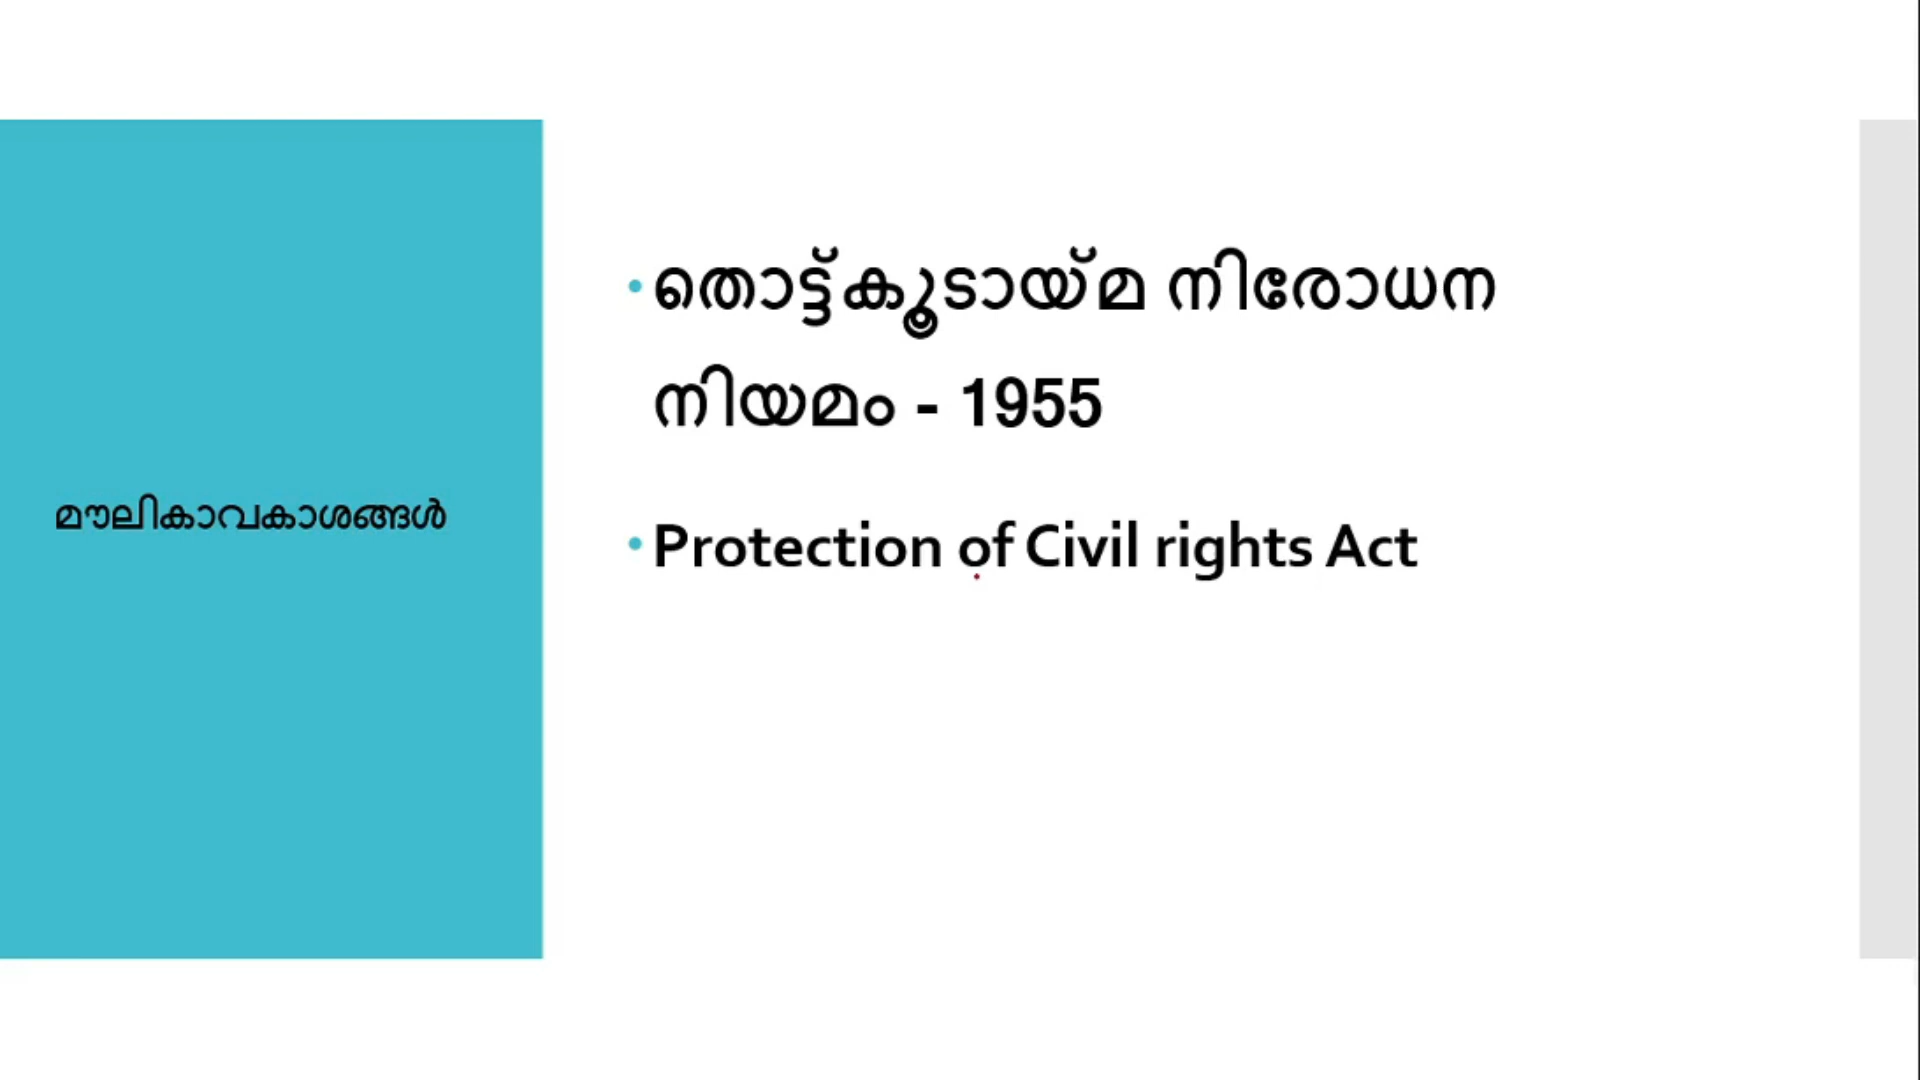 മൗലികാവകാശങ്ങൾ
തൊട്ട്കൂടായ്മ നിരോധന
നിയമം - 1955
Protection of Civil rights Act